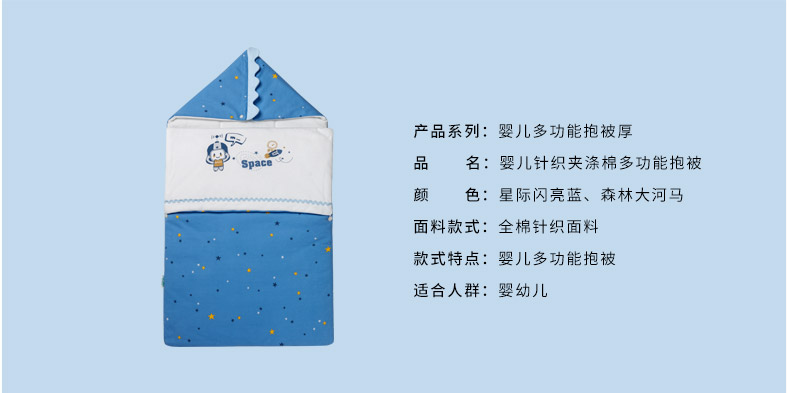 Space
产品系列：婴儿多功能抱被厚
品 名：婴儿针织夹涤棉多功能抱被
颜 色：星际闪亮蓝、森林大河马
面料款式：全棉针织面料
款式特点：婴儿多功能抱被
适合人群：婴幼儿